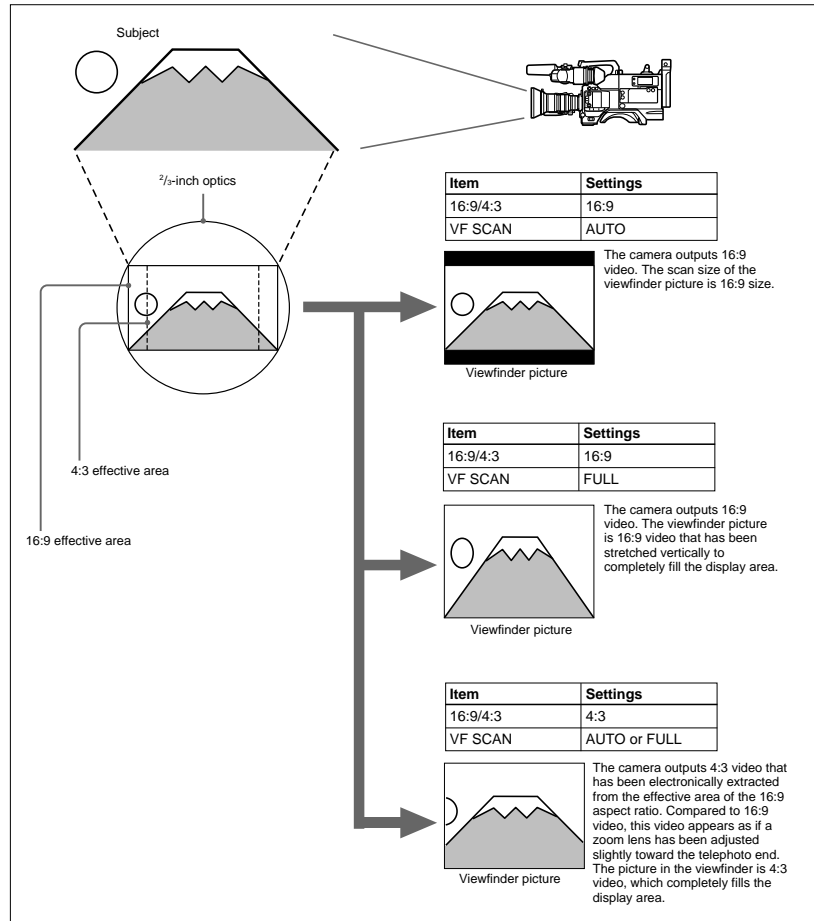 Subject
²/₃-inch optics
4:3 effective area
16:9 effective area
Item Settings
16:9/4:3 16:9
VF SCAN AUTO
The camera outputs 16:9
video. The scan size of the
viewfinder picture is 16:9 size.
Viewfinder picture
Item Settings
16:9/4:3 16:9
VF SCAN FULL
The camera outputs 16:9
video. The viewfinder picture
is 16:9 video that has been
stretched vertically to
completely fill the display area.
Viewfinder picture
Item Settings
16:9/4:3 4:3
VF SCAN AUTO or FULL
The camera outputs 4:3 video that
has been electronically extracted
from the effective area of the 16:9
aspect ratio. Compared to 16:9
video, this video appears as if a
zoom lens has been adjusted
slightly toward the telephoto end.
The picture in the viewfinder is 4:3
video, which completely fills the
display area.
Viewfinder picture